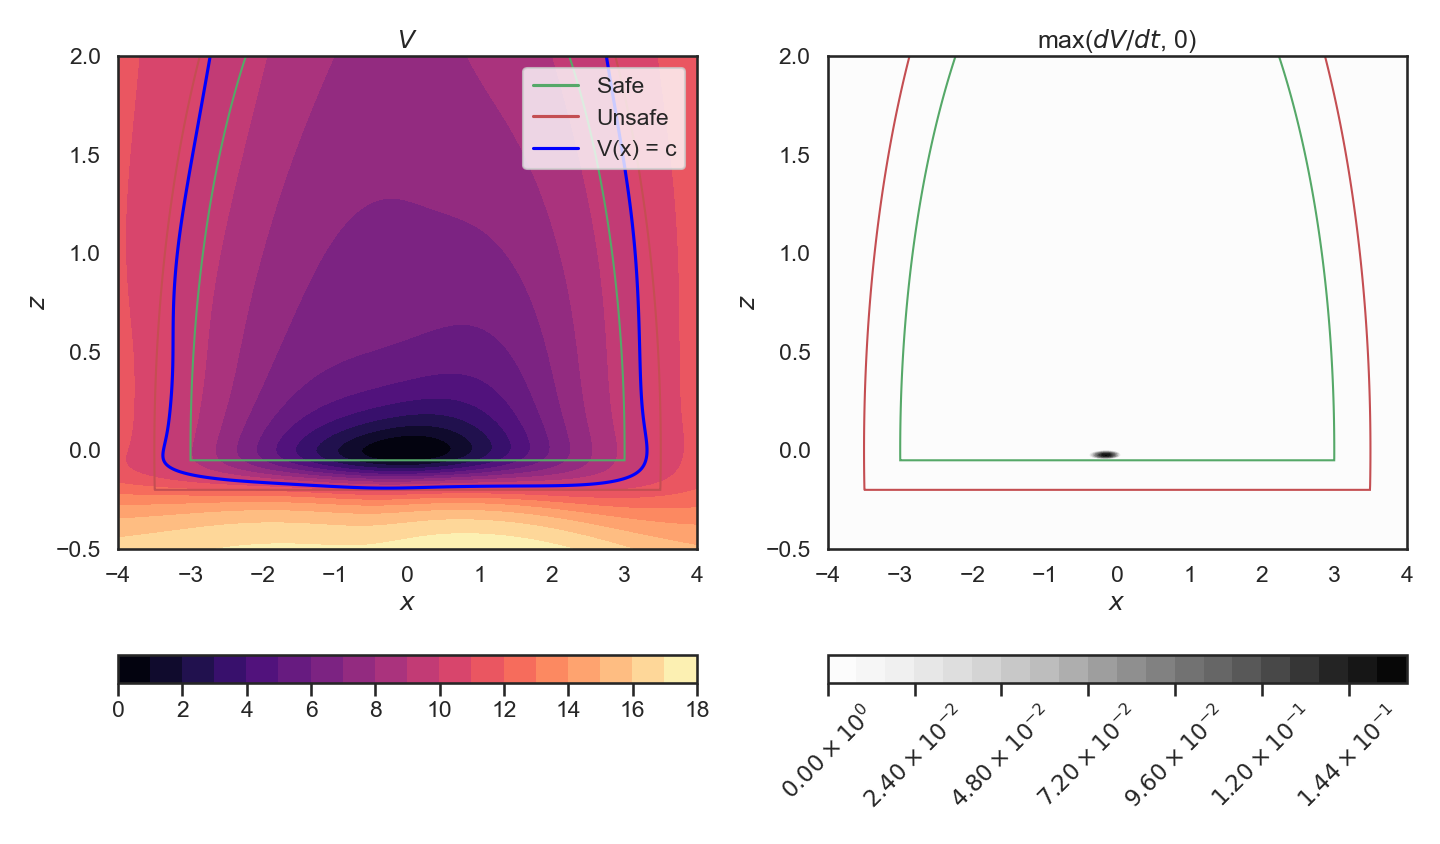 V
2.0
1.5
1.0
0.5
0.0
−0.5
z
−4 −3 −2 −1 0 1 2 3 4
x
Safe
Unsafe
V(x) = c
0 2 4 6 8 10 12 14 16 18
max(dV/dt, 0)
2.0
1.5
1.0
0.5
0.0
−0.5
z
−4 −3 −2 −1 0 1 2 3 4
x
0.00 × 10⁰
2.40 × 10⁻²
4.80 × 10⁻²
7.20 × 10⁻²
9.60 × 10⁻²
1.20 × 10⁻¹
1.44 × 10⁻¹